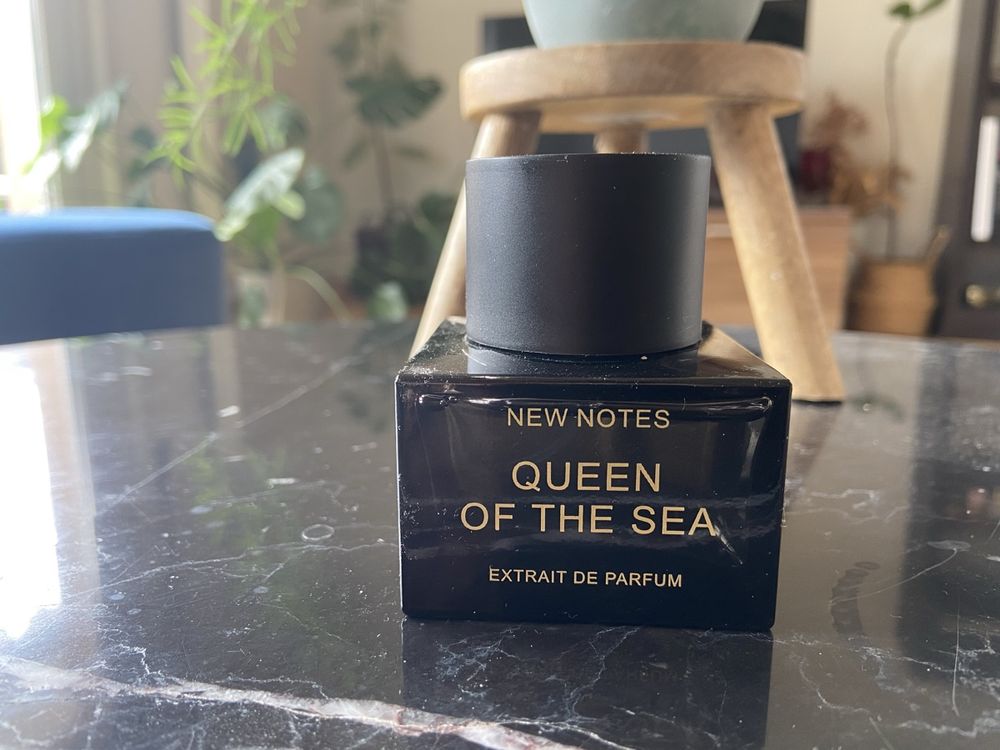 NEW NOTES
QUEEN
OF THE SEA
EXTRAIT DE PARFUM